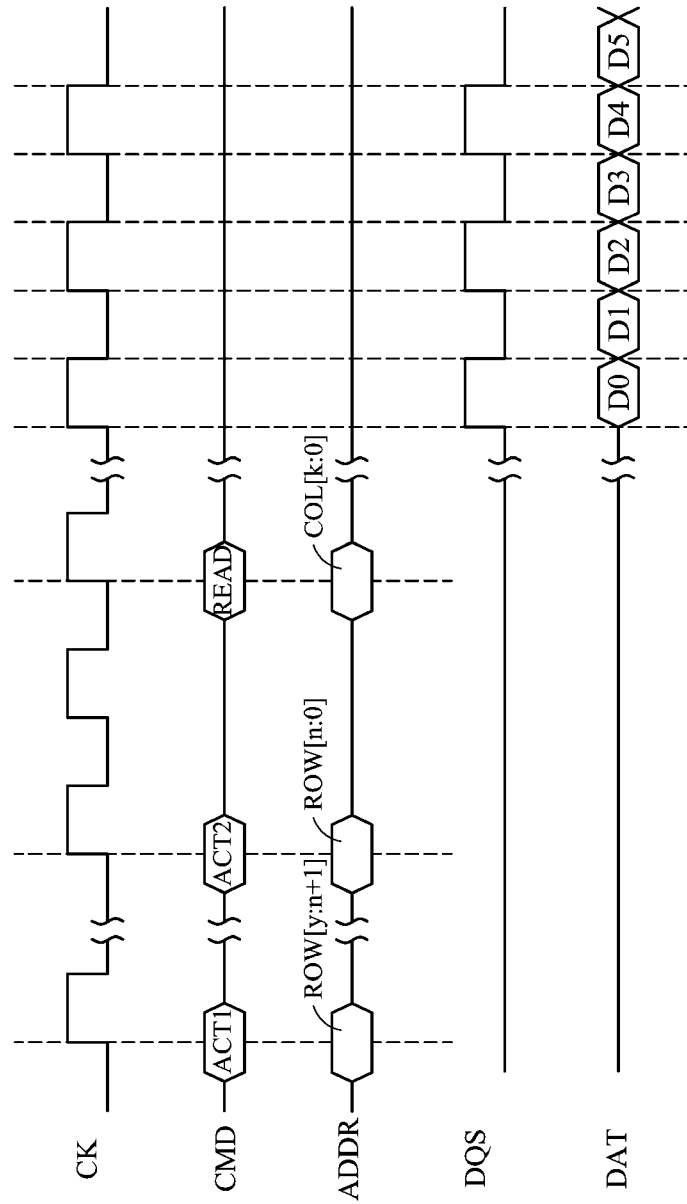 CK
CMD
ACT1
ACT2
READ
ADDR
ROW[y:n+1]
ROW[n:0]
COL[k:0]
DQS
DAT
D0
D1
D2
D3
D4
D5